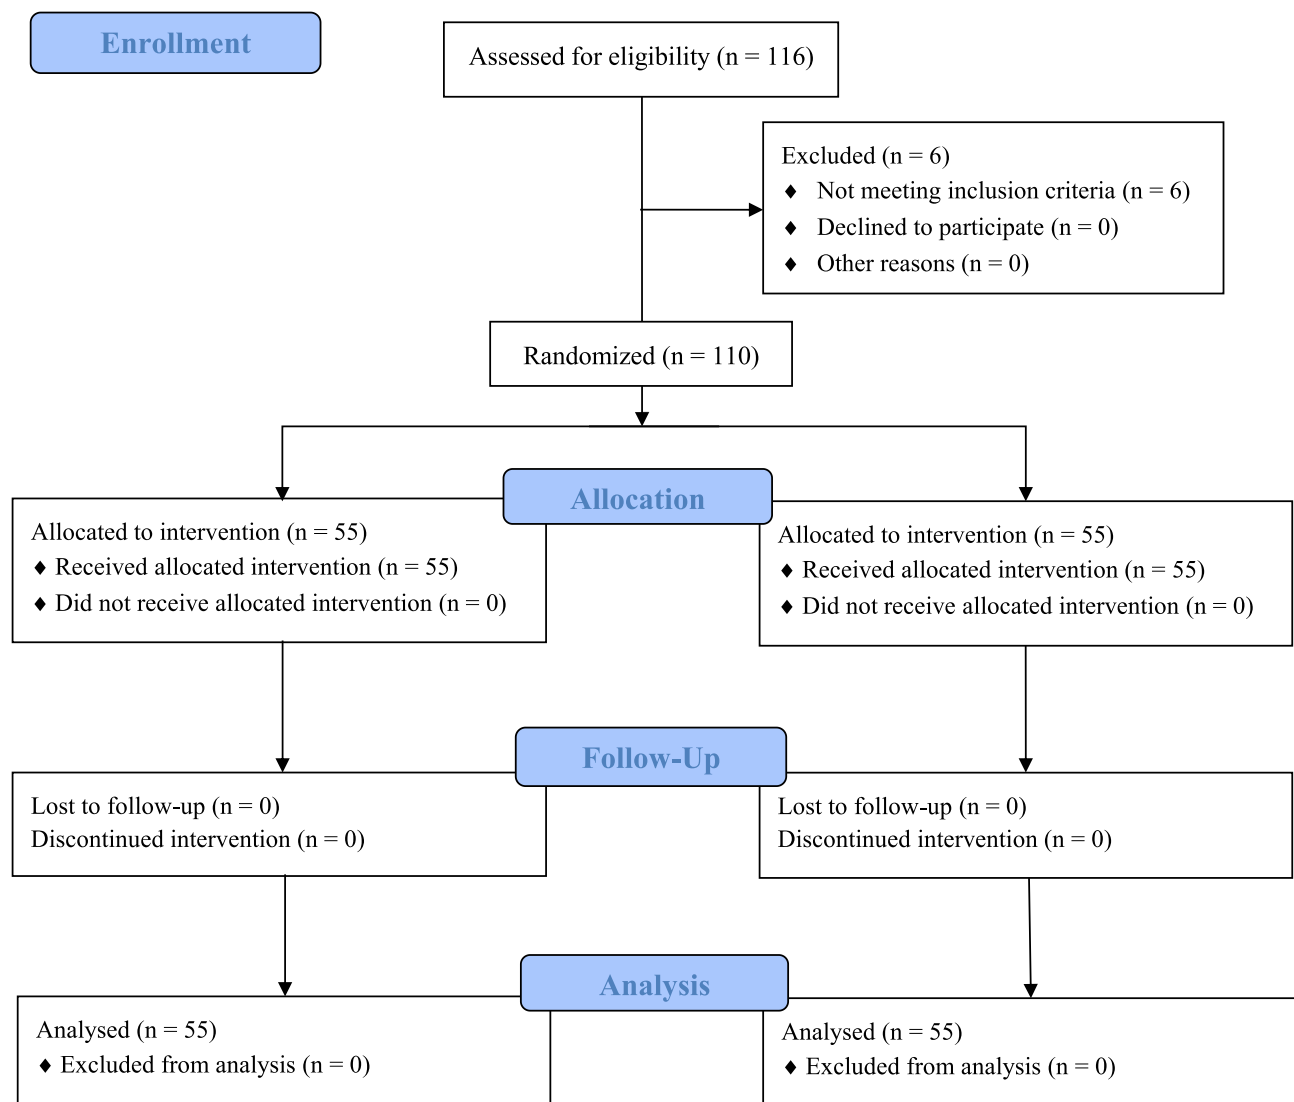 Enrollment
Assessed for eligibility (n = 116)
Excluded (n = 6)
♦ Not meeting inclusion criteria (n = 6)
♦ Declined to participate (n = 0)
♦ Other reasons (n = 0)
Randomized (n = 110)
Allocation
Allocated to intervention (n = 55)
♦ Received allocated intervention (n = 55)
♦ Did not receive allocated intervention (n = 0)
Allocated to intervention (n = 55)
♦ Received allocated intervention (n = 55)
♦ Did not receive allocated intervention (n = 0)
Follow-Up
Lost to follow-up (n = 0)
Discontinued intervention (n = 0)
Lost to follow-up (n = 0)
Discontinued intervention (n = 0)
Analysis
Analysed (n = 55)
♦ Excluded from analysis (n = 0)
Analysed (n = 55)
♦ Excluded from analysis (n = 0)